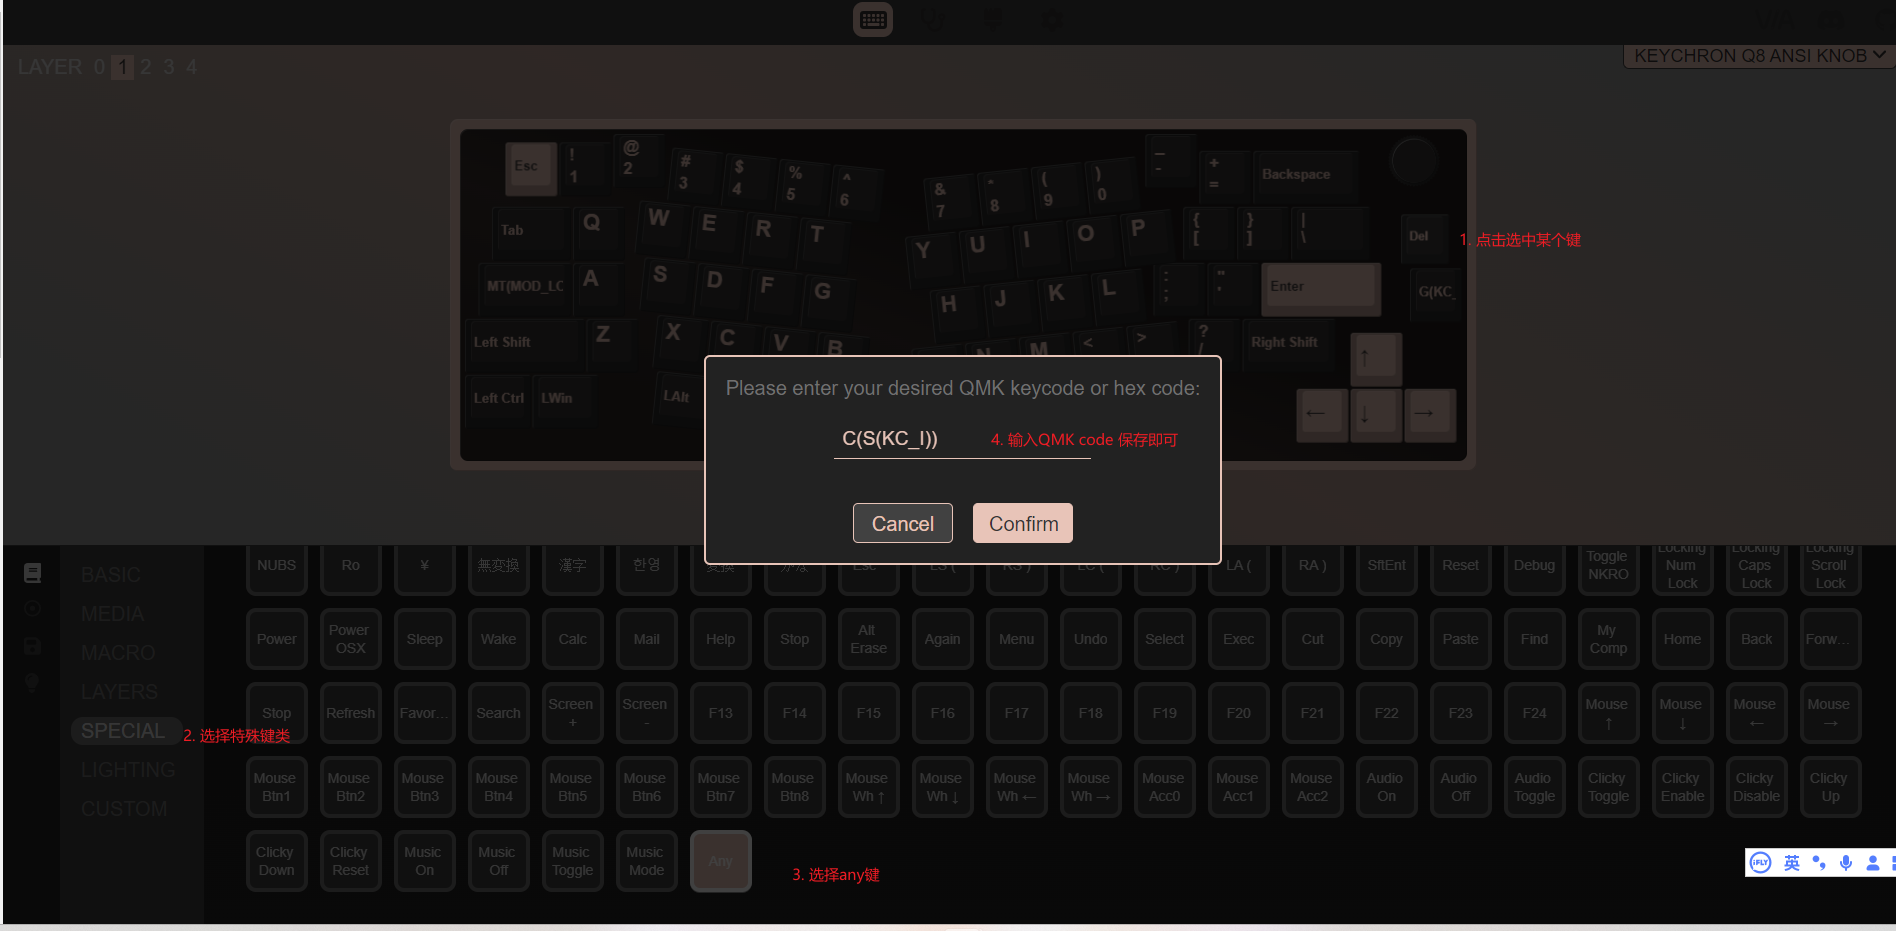 LAYER 0 1 2 3 4
KEYCHRON Q8 ANSI KNOB
Esc
!
1
@
2
#
3
$
4
%
5
^
6
&
7
8
(
9
)
0
_
-
+
=
Backspace
Tab
Q
W
E
R
T
Y
U
I
O
P
{
[
}
]
|
\
Del
1. 点击选中某个键
MT(MOD_LC
A
S
D
F
G
H
J
K
L
:
;
"
'
Enter
G(KC_
Left Shift
Z
X
C
V
B
N
M
<
>
?
/
Right Shift
↑
Left Ctrl
LWin
LAlt
←
↓
→
Please enter your desired QMK keycode or hex code:
C(S(KC_I))
4. 输入QMK code 保存即可
Cancel
Confirm
BASIC
MEDIA
MACRO
LAYERS
SPECIAL
2. 选择特殊键类
LIGHTING
CUSTOM
NUBS
Ro
¥
無変換
漢字
한영
変換
かな
Esc
LS (
RS )
LC (
RC )
LA (
RA )
SftEnt
Reset
Debug
Toggle
NKRO
Locking
Num
Lock
Locking
Caps
Lock
Locking
Scroll
Lock
Power
Power
OSX
Sleep
Wake
Calc
Mail
Help
Stop
Alt
Erase
Again
Menu
Undo
Select
Exec
Cut
Copy
Paste
Find
My
Comp
Home
Back
Forw...
Stop
Refresh
Favor...
Search
Screen
+
Screen
-
F13
F14
F15
F16
F17
F18
F19
F20
F21
F22
F23
F24
Mouse
↑
Mouse
↓
Mouse
←
Mouse
→
Mouse
Btn1
Mouse
Btn2
Mouse
Btn3
Mouse
Btn4
Mouse
Btn5
Mouse
Btn6
Mouse
Btn7
Mouse
Btn8
Mouse
Wh ↑
Mouse
Wh ↓
Mouse
Wh ←
Mouse
Wh →
Mouse
Acc0
Mouse
Acc1
Mouse
Acc2
Audio
On
Audio
Off
Audio
Toggle
Clicky
Toggle
Clicky
Enable
Clicky
Disable
Clicky
Up
Clicky
Down
Clicky
Reset
Music
On
Music
Off
Music
Toggle
Music
Mode
Any
3. 选择any键
iFLY
英